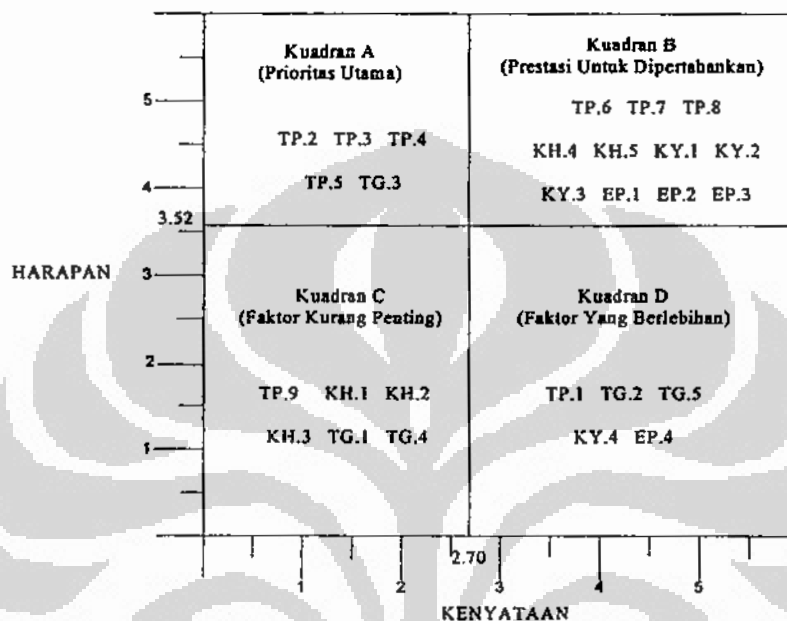 Kuadran A
(Prioritas Utama)
Kuadran B
(Prestasi Untuk Dipertahankan)
5
TP.6 TP.7 TP.8
TP.2 TP.3 TP.4
KH.4 KH.5 KY.1 KY.2
TP.5 TG.3
4
KY.3 EP.1 EP.2 EP.3
3.52
HARAPAN
3
Kuadran C
(Faktor Kurang Penting)
Kuadran D
(Faktor Yang Berlebihan)
2
TP.9 KH.1 KH.2
TP.1 TG.2 TG.5
1
KH.3 TG.1 TG.4
KY.4 EP.4
2.70
1 2 3 4 5
KENYATAAN